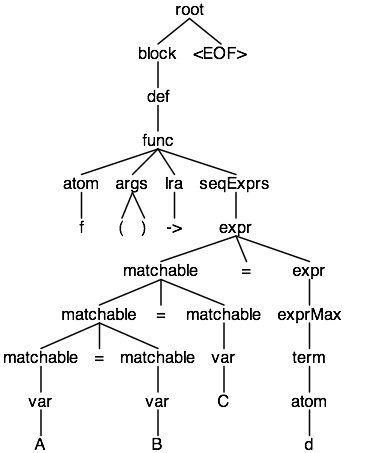 root
block <EOF>
def
func
atom args lra seqExprs
f ( ) -> expr
matchable = expr
matchable = matchable exprMax
matchable = matchable var term
var var C atom
A B d